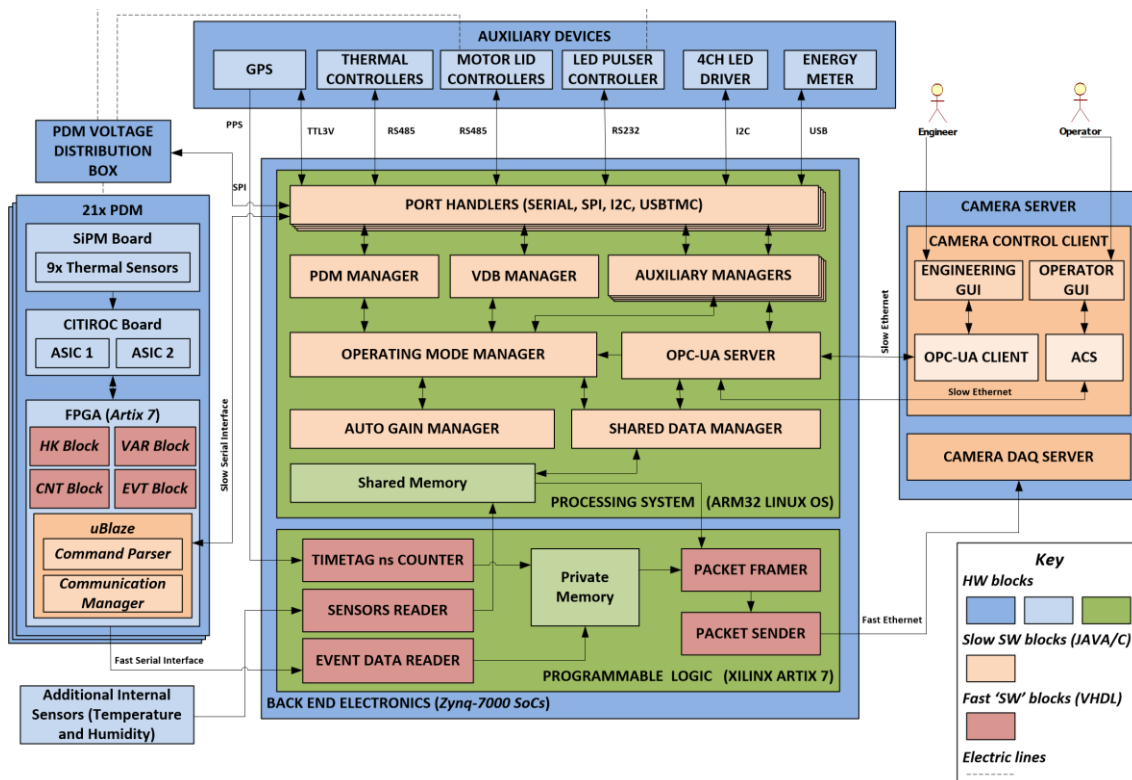 AUXILIARY DEVICES
GPS
THERMAL
CONTROLLERS
MOTOR LID
CONTROLLERS
LED PULSER
CONTROLLER
4CH LED
DRIVER
ENERGY
METER
PPS
TTL3V
RS485
RS485
RS232
I2C
USB
Engineer
Operator
PDM VOLTAGE
DISTRIBUTION
BOX
SPI
21x PDM
SiPM Board
9x Thermal Sensors
CITIROC Board
ASIC 1
ASIC 2
FPGA (Artix 7)
HK Block
VAR Block
CNT Block
EVT Block
uBlaze
Command Parser
Communication
Manager
Slow Serial Interface
Fast Serial Interface
Additional Internal
Sensors (Temperature
and Humidity)
PORT HANDLERS (SERIAL, SPI, I2C, USBTMC)
PDM MANAGER
VDB MANAGER
AUXILIARY MANAGERS
OPERATING MODE MANAGER
OPC-UA SERVER
AUTO GAIN MANAGER
SHARED DATA MANAGER
Shared Memory
PROCESSING SYSTEM (ARM32 LINUX OS)
TIMETAG ns COUNTER
SENSORS READER
EVENT DATA READER
Private
Memory
PACKET FRAMER
PACKET SENDER
PROGRAMMABLE LOGIC (XILINX ARTIX 7)
BACK END ELECTRONICS (Zynq-7000 SoCs)
Slow Ethernet
Slow Ethernet
Fast Ethernet
CAMERA SERVER
CAMERA CONTROL CLIENT
ENGINEERING
GUI
OPERATOR
GUI
OPC-UA CLIENT
ACS
CAMERA DAQ SERVER
Key
HW blocks
Slow SW blocks (JAVA/C)
Fast ‘SW’ blocks (VHDL)
Electric lines